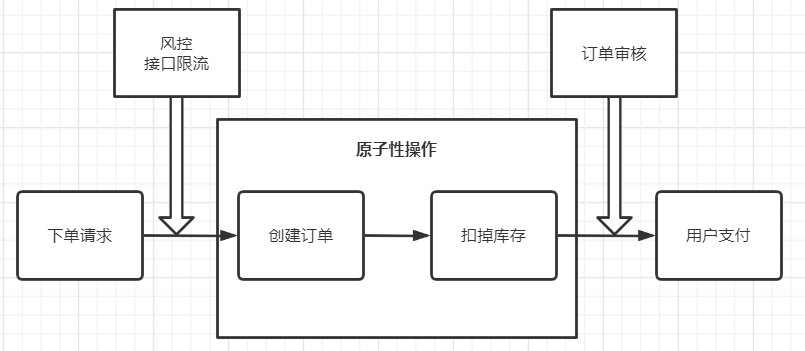 风控
接口限流
订单审核
原子性操作
下单请求
创建订单
扣掉库存
用户支付